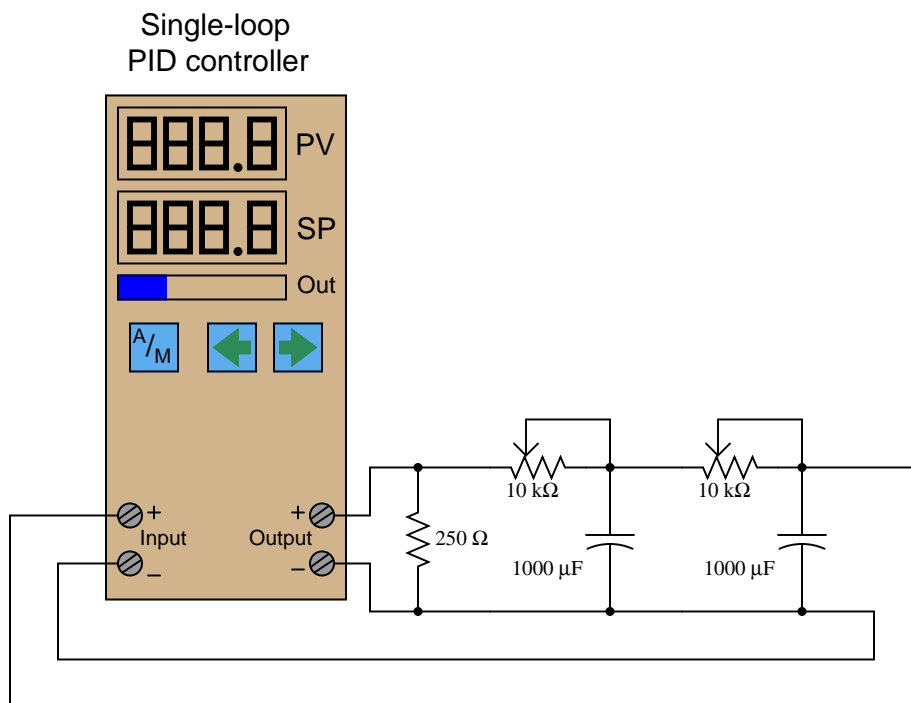 Single-loop
PID controller
888.8 PV
888.8 SP
Out
A/M
+ Input
−
Output +
−
250 Ω
10 kΩ
1000 µF
10 kΩ
1000 µF